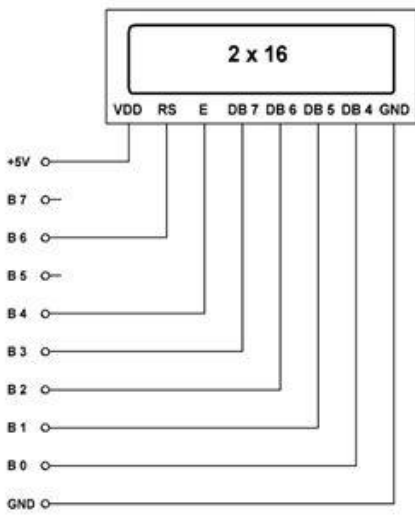 2 x 16
VDD RS E DB 7 DB 6 DB 5 DB 4 GND
+5V
B 7
B 6
B 5
B 4
B 3
B 2
B 1
B 0
GND